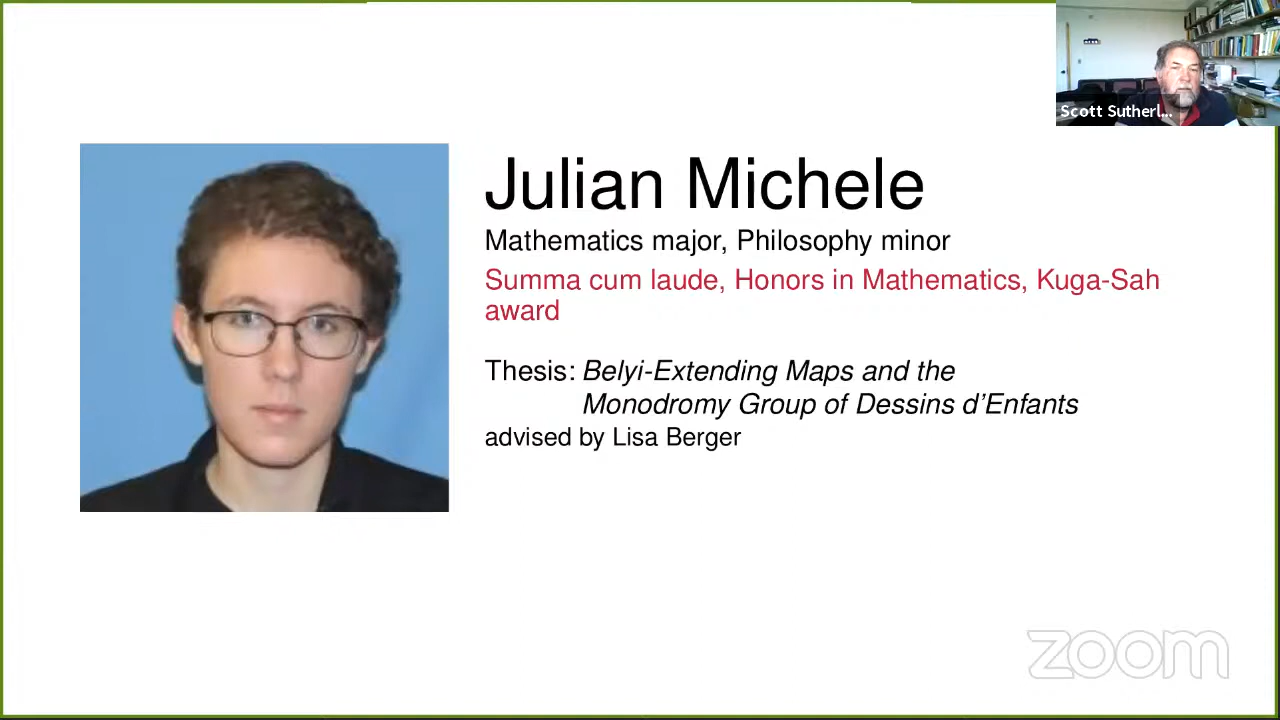 Scott Sutherl...
Julian Michele
Mathematics major, Philosophy minor
Summa cum laude, Honors in Mathematics, Kuga-Sah
award
Thesis: Belyi-Extending Maps and the
Monodromy Group of Dessins d'Enfants
advised by Lisa Berger
zoom